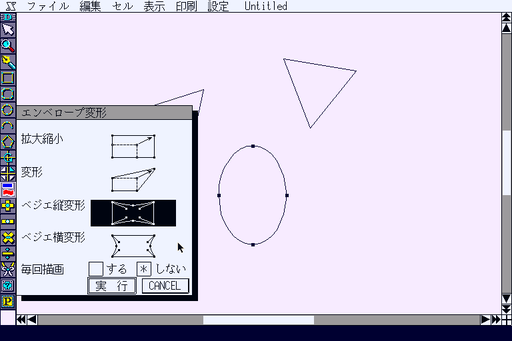 ファイル 編集 セル 表示 印刷 設定 Untitled
エンベロープ変形
拡大縮小
変形
ベジエ縦変形
ベジエ横変形
毎回描画 する * しない
実 行 CANCEL